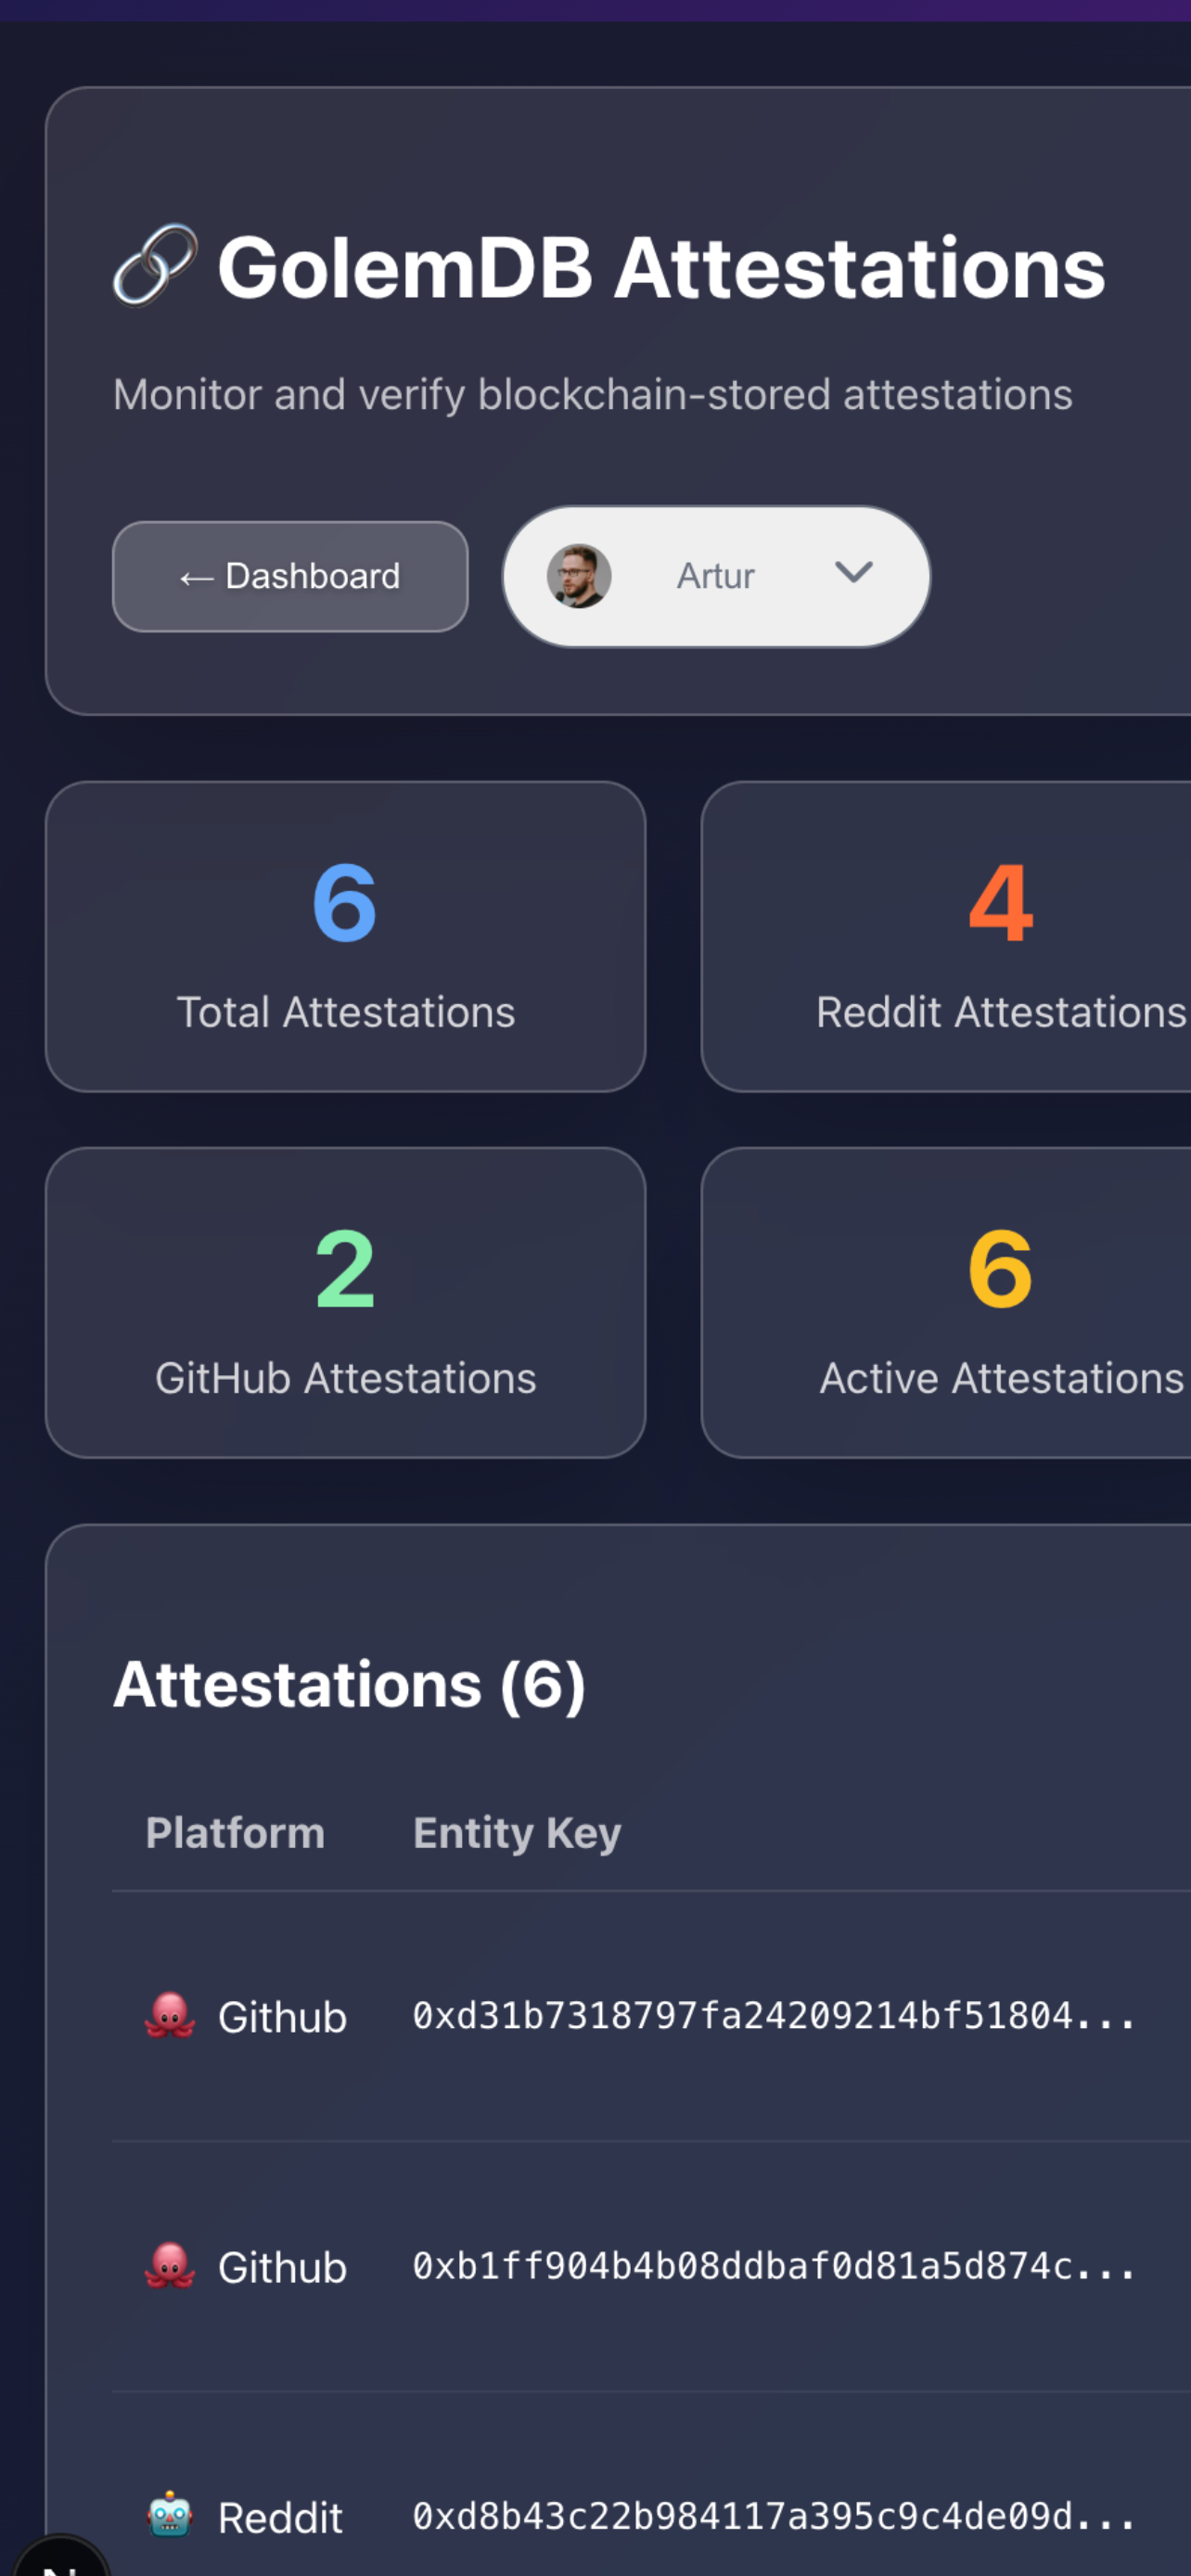 GolemDB Attestations
Monitor and verify blockchain-stored attestations
← Dashboard
Artur
6
Total Attestations
4
Reddit Attestations
2
GitHub Attestations
6
Active Attestations
Attestations (6)
Platform Entity Key
Github 0xd31b7318797fa24209214bf51804...
Github 0xb1ff904b4b08ddbaf0d81a5d874c...
Reddit 0xd8b43c22b984117a395c9c4de09d...